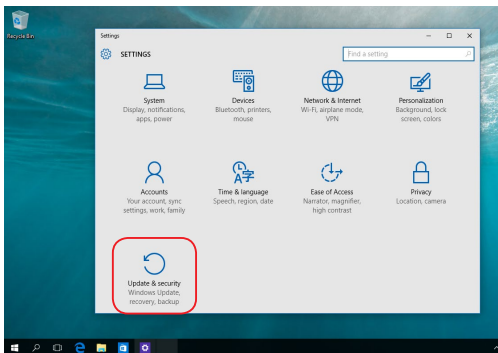 Recycle Bin
Settings
SETTINGS
Find a setting
System
Display, notifications,
apps, power
Devices
Bluetooth, printers,
mouse
Network & Internet
Wi-Fi, airplane mode,
VPN
Personalization
Background, lock
screen, colors
Accounts
Your account, sync
settings, work, family
Time & language
Speech, region, date
Ease of Access
Narrator, magnifier,
high contrast
Privacy
Location, camera
Update & security
Windows Update,
recovery, backup